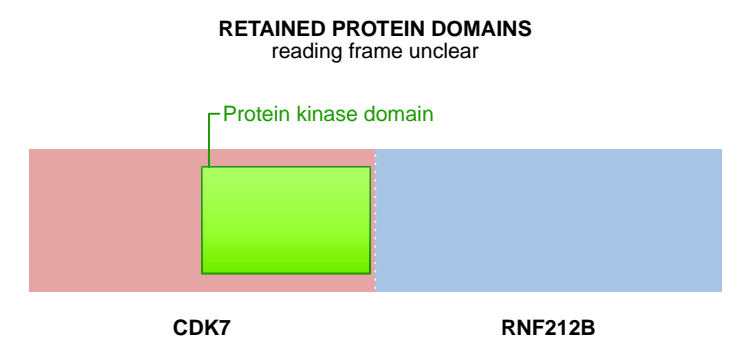 RETAINED PROTEIN DOMAINS
reading frame unclear
Protein kinase domain
CDK7
RNF212B